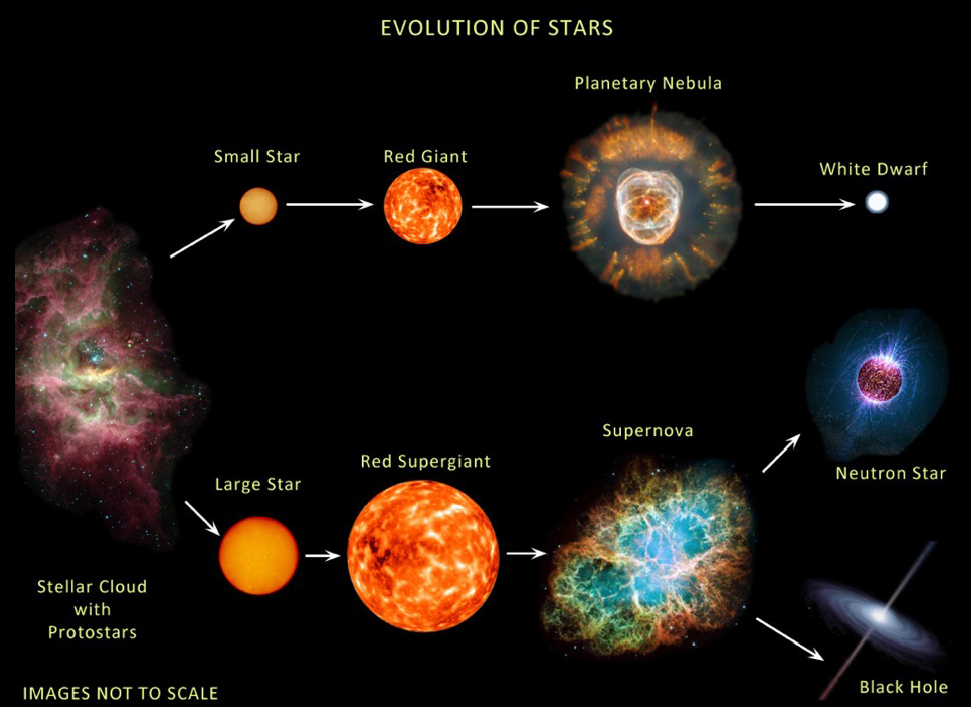 EVOLUTION OF STARS
Planetary Nebula
Small Star
Red Giant
White Dwarf
Supernova
Red Supergiant
Neutron Star
Large Star
Stellar Cloud
with
Protostars
Black Hole
IMAGES NOT TO SCALE